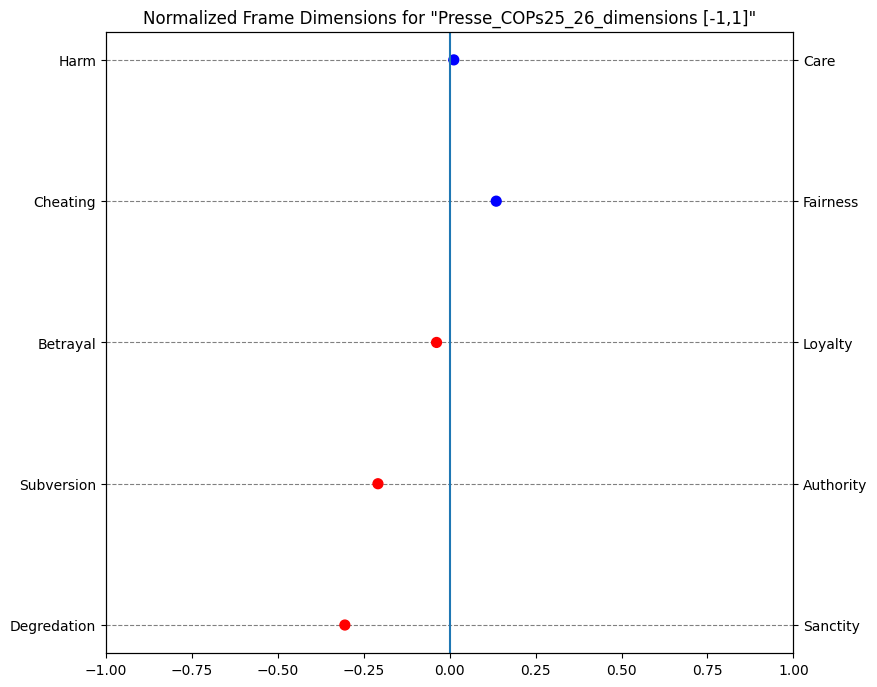 Normalized Frame Dimensions for "Presse_COPs25_26_dimensions [-1,1]"
Harm Care
Cheating Fairness
Betrayal Loyalty
Subversion Authority
Degredation Sanctity
−1.00 −0.75 −0.50 −0.25 0.00 0.25 0.50 0.75 1.00